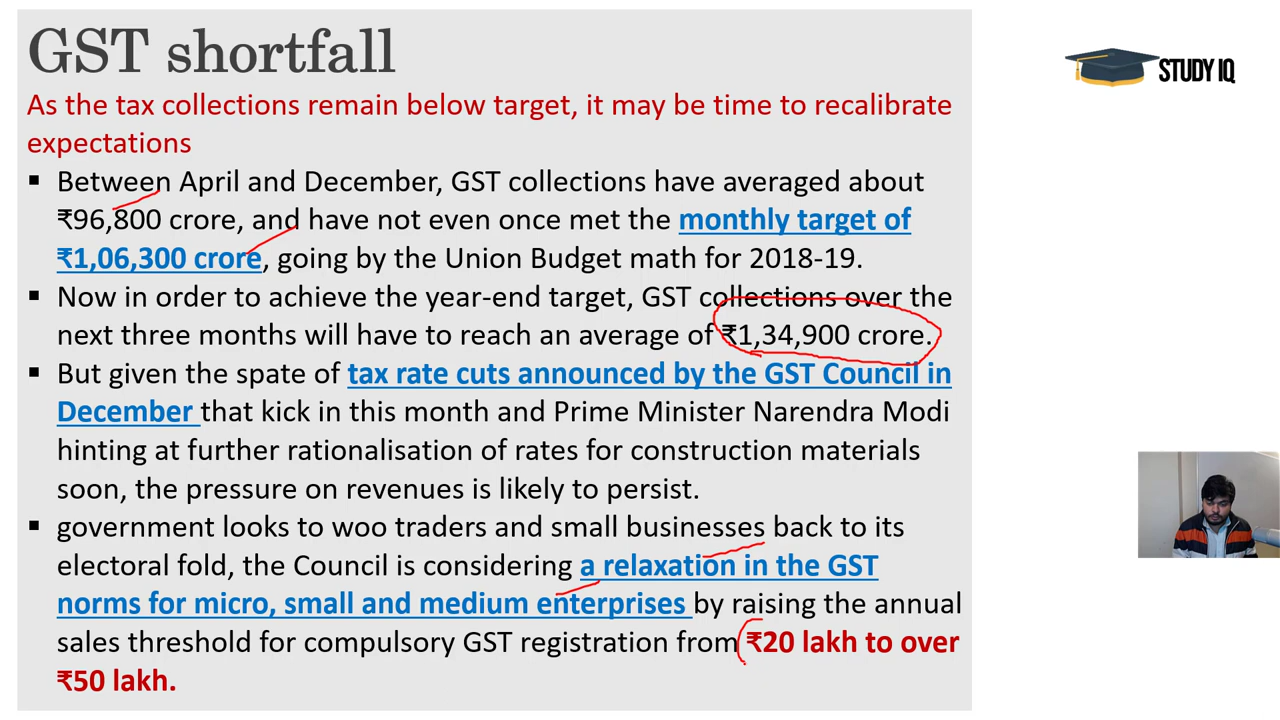 GST shortfall
As the tax collections remain below target, it may be time to recalibrate
expectations
▪ Between April and December, GST collections have averaged about
₹96,800 crore, and have not even once met the monthly target of
₹1,06,300 crore, going by the Union Budget math for 2018-19.
▪ Now in order to achieve the year-end target, GST collections over the
next three months will have to reach an average of ₹1,34,900 crore.
▪ But given the spate of tax rate cuts announced by the GST Council in
December that kick in this month and Prime Minister Narendra Modi
hinting at further rationalisation of rates for construction materials
soon, the pressure on revenues is likely to persist.
▪ government looks to woo traders and small businesses back to its
electoral fold, the Council is considering a relaxation in the GST
norms for micro, small and medium enterprises by raising the annual
sales threshold for compulsory GST registration from ₹20 lakh to over
₹50 lakh.
STUDY IQ